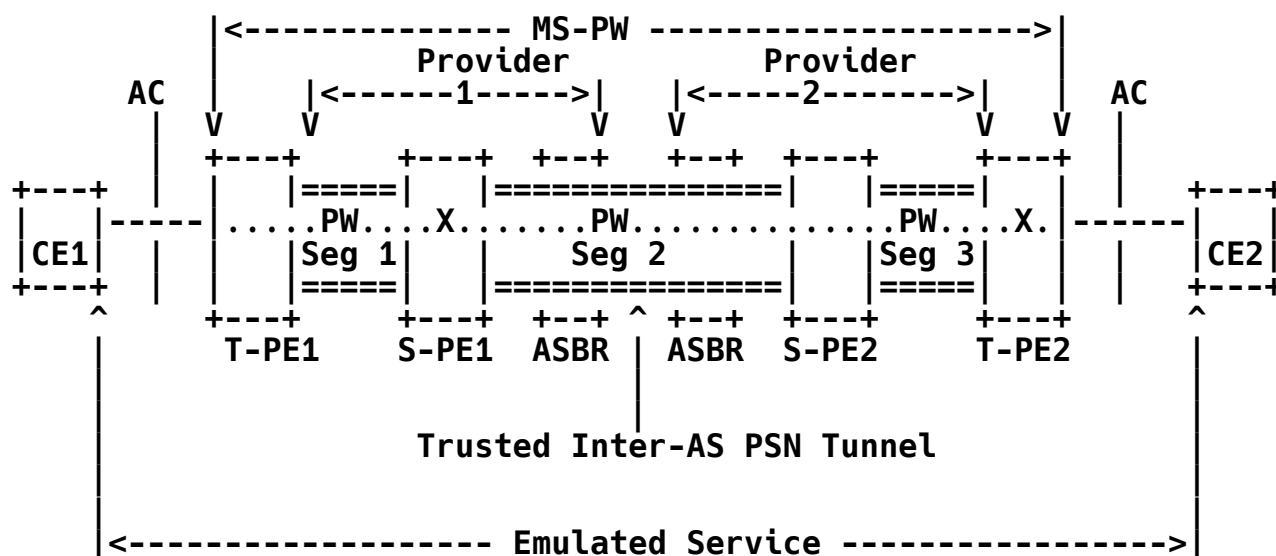 |<-------------- MS-PW --------------------->|
Provider Provider
AC | |<------1----->| |<-----2------->| | AC
| V V V V V V |
| +---+ +---+ +--+ +--+ +---+ +---+ |
+---+ | | |=====| |===============| |=====| | | +---+
| |-----|.....PW....X.......PW..............PW....X.|------| |
|CE1| | | |Seg 1| | Seg 2 | |Seg 3| | | |CE2|
+---+ | | |=====| |===============| |=====| | | +---+
^ +---+ +---+ +--+ ^ +--+ +---+ +---+ ^
| T-PE1 S-PE1 ASBR | ASBR S-PE2 T-PE2 |
| | |
| | |
| Trusted Inter-AS PSN Tunnel |
| |
| |
|<------------------- Emulated Service ------------------>|